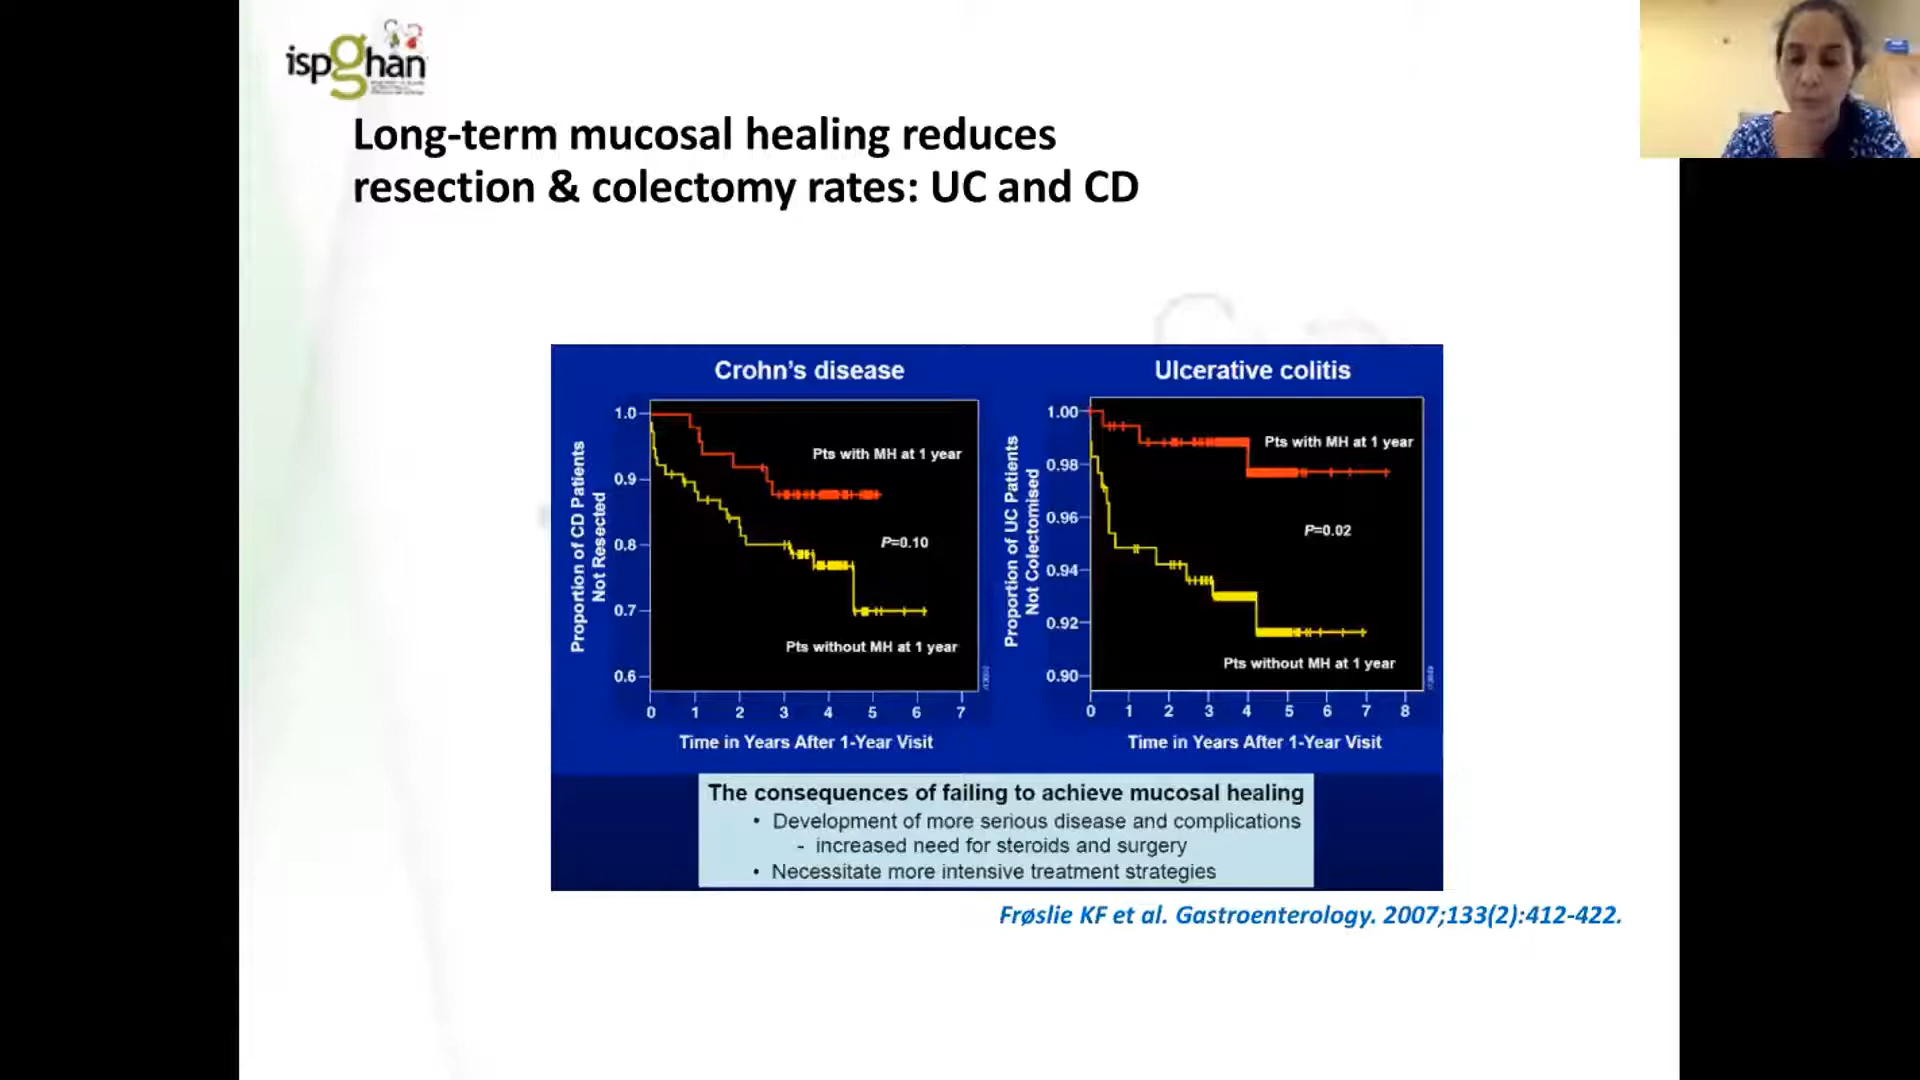 ispghan
Long-term mucosal healing reduces
resection & colectomy rates: UC and CD
Crohn's disease
Proportion of CD Patients
Not Resected
1.0
0.9
0.8
0.7
0.6
Pts with MH at 1 year
P=0.10
Pts without MH at 1 year
0 1 2 3 4 5 6 7
Time in Years After 1-Year Visit
Ulcerative colitis
Proportion of UC Patients
Not Colectomised
1.00
0.98
0.96
0.94
0.92
0.90
Pts with MH at 1 year
P=0.02
Pts without MH at 1 year
0 1 2 3 4 5 6 7 8
Time in Years After 1-Year Visit
The consequences of failing to achieve mucosal healing
• Development of more serious disease and complications
- increased need for steroids and surgery
• Necessitate more intensive treatment strategies
Frøslie KF et al. Gastroenterology. 2007;133(2):412-422.